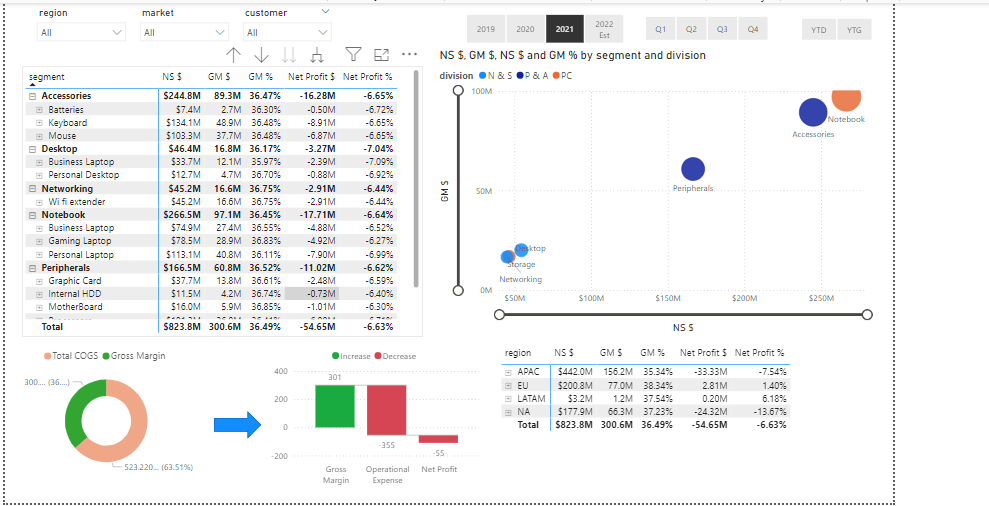 region market customer
All All All
2019 2020 2021 2022 Est Q1 Q2 Q3 Q4 YTD YTG
NS $, GM $, NS $ and GM % by segment and division
division N & S P & A PC
segment NS $ GM $ GM % Net Profit $ Net Profit %
Accessories $244.8M 89.3M 36.47% -16.28M -6.65%
Batteries $7.4M 2.7M 36.30% -0.50M -6.72%
Keyboard $134.1M 48.9M 36.48% -8.91M -6.65%
Mouse $103.3M 37.7M 36.48% -6.87M -6.65%
Desktop $46.4M 16.8M 36.17% -3.27M -7.04%
Business Laptop $33.7M 12.1M 35.97% -2.39M -7.09%
Personal Desktop $12.7M 4.7M 36.70% -0.88M -6.92%
Networking $45.2M 16.6M 36.75% -2.91M -6.44%
Wi fi extender $45.2M 16.6M 36.75% -2.91M -6.44%
Notebook $266.5M 97.1M 36.45% -17.71M -6.64%
Business Laptop $74.9M 27.4M 36.55% -4.88M -6.52%
Gaming Laptop $78.5M 28.9M 36.83% -4.92M -6.27%
Personal Laptop $113.1M 40.8M 36.11% -7.90M -6.99%
Peripherals $166.5M 60.8M 36.52% -11.02M -6.62%
Graphic Card $37.7M 13.8M 36.61% -2.48M -6.59%
Internal HDD $11.5M 4.2M 36.74% -0.73M -6.40%
MotherBoard $16.0M 5.9M 36.85% -1.01M -6.30%
Total $823.8M 300.6M 36.49% -54.65M -6.63%
100M
50M
0M
GM $
Notebook
Accessories
Peripherals
Desktop
Storage
Networking
$50M $100M $150M $200M $250M
NS $
Total COGS Gross Margin
300... (36...)
523.220... (63.51%)
Increase Decrease
400
200
0
-200
301
-355
-55
Gross Margin
Operational Expense
Net Profit
region NS $ GM $ GM % Net Profit $ Net Profit %
APAC $442.0M 156.2M 35.34% -33.33M -7.54%
EU $200.8M 77.0M 38.34% 2.81M 1.40%
LATAM $3.2M 1.2M 37.54% 0.20M 6.18%
NA $177.9M 66.3M 37.23% -24.32M -13.67%
Total $823.8M 300.6M 36.49% -54.65M -6.63%